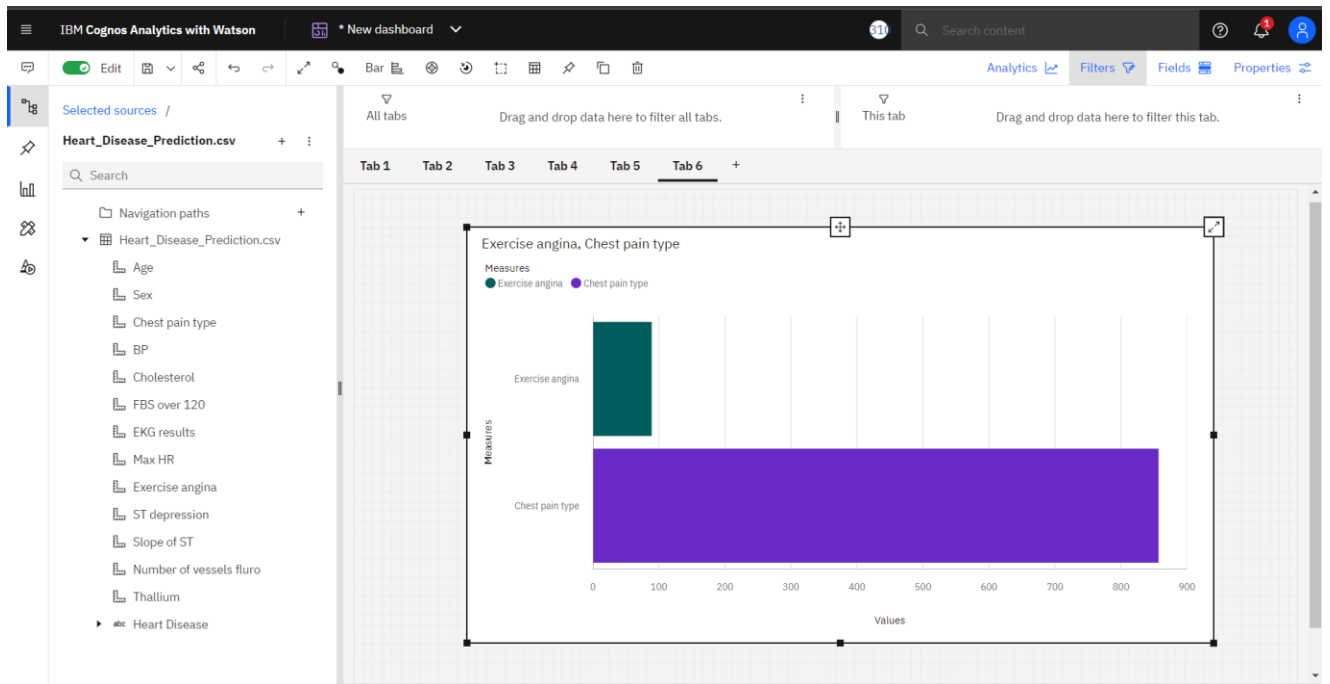 IBM Cognos Analytics with Watson
* New dashboard
310
Search content
1
Edit
Bar
Analytics
Filters
Fields
Properties
Selected sources /
Heart_Disease_Prediction.csv
Search
Navigation paths
Heart_Disease_Prediction.csv
Age
Sex
Chest pain type
BP
Cholesterol
FBS over 120
EKG results
Max HR
Exercise angina
ST depression
Slope of ST
Number of vessels fluro
Thallium
abc Heart Disease
All tabs
Drag and drop data here to filter all tabs.
This tab
Drag and drop data here to filter this tab.
Tab 1 Tab 2 Tab 3 Tab 4 Tab 5 Tab 6 +
Exercise angina, Chest pain type
Measures
Exercise angina Chest pain type
Measures
Exercise angina
Chest pain type
0 100 200 300 400 500 600 700 800 900
Values